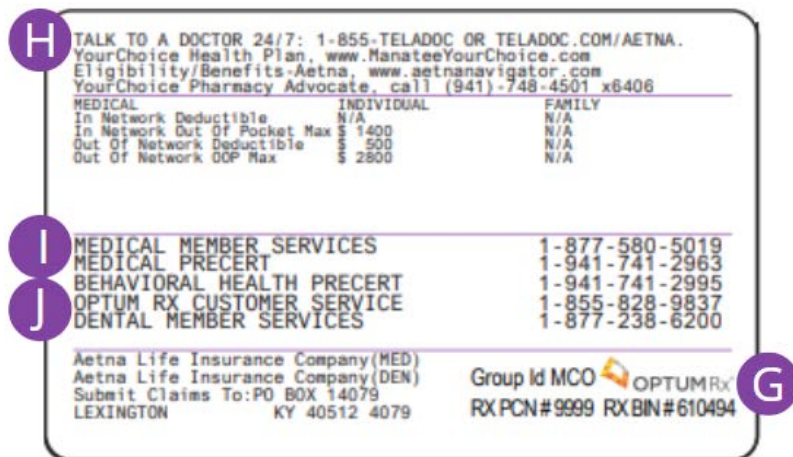 H
TALK TO A DOCTOR 24/7: 1-855-TELADOC OR TELADOC.COM/AETNA.
YourChoice Health Plan, www.ManateeYourChoice.com
Eligibility/Benefits-Aetna, www.aetnanavigator.com
YourChoice Pharmacy Advocate, call (941)-748-4501 x6406
MEDICAL INDIVIDUAL FAMILY
In Network Deductible N/A N/A
In Network Out Of Pocket Max $ 1400 N/A
Out Of Network Deductible $ 500 N/A
Out Of Network OOP Max $ 2800 N/A
I
MEDICAL MEMBER SERVICES 1-877-580-5019
MEDICAL PRECERT 1-941-741-2963
BEHAVIORAL HEALTH PRECERT 1-941-741-2995
J
OPTUM RX CUSTOMER SERVICE 1-855-828-9837
DENTAL MEMBER SERVICES 1-877-238-6200
Aetna Life Insurance Company(MED)
Aetna Life Insurance Company(DEN)
Submit Claims To:PO BOX 14079
LEXINGTON KY 40512 4079
Group Id MCO OPTUMRx
RX PCN # 9999 RX BIN # 610494
G